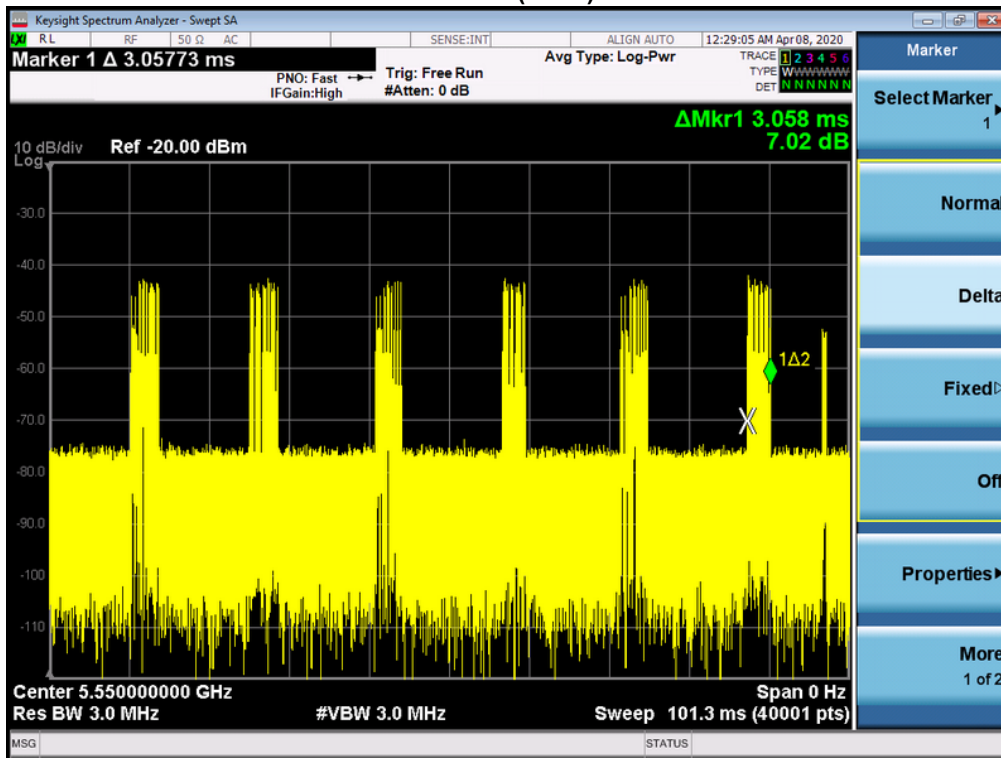 Keysight Spectrum Analyzer - Swept SA
LXI RL RF 50 Ω AC SENSE:INT ALIGN AUTO 12:29:05 AM Apr 08, 2020
Marker 1 Δ 3.05773 ms
PNO: Fast
IFGain:High
Trig: Free Run
#Atten: 0 dB
Avg Type: Log-Pwr
TRACE 1 2 3 4 5 6
TYPE WWWWWW
DET N N N N N N
ΔMkr1 3.058 ms
7.02 dB
10 dB/div Ref -20.00 dBm
Log
-30.0
-40.0
-50.0
-60.0
1Δ2
-70.0
X
-80.0
-90.0
-100
-110
Center 5.550000000 GHz
Span 0 Hz
Res BW 3.0 MHz
#VBW 3.0 MHz
Sweep 101.3 ms (40001 pts)
MSG
STATUS
Marker
Select Marker
1
Normal
Delta
Fixed
Off
Properties
More
1 of 2